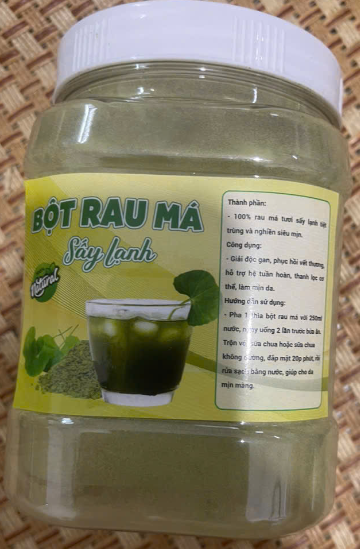 BỘT RAU MÁ
Sấy Lạnh
Natural
Thành phần:
- 100% rau má tươi sấy lạnh tiệt
trùng và nghiền siêu mịn.
Công dụng:
- Giải độc gan, phục hồi vết thương,
hỗ trợ hệ tuần hoàn, thanh lọc cơ
thể, làm mịn da.
Hướng dẫn sử dụng:
- Pha 1 thìa bột rau má với 250ml
nước, ngày uống 2 lần trước bữa ăn.
Trộn với sữa chua hoặc sữa chua
không đường, đắp mặt 20p phút, rồi
rửa sạch bằng nước, giúp cho da
mịn màng.